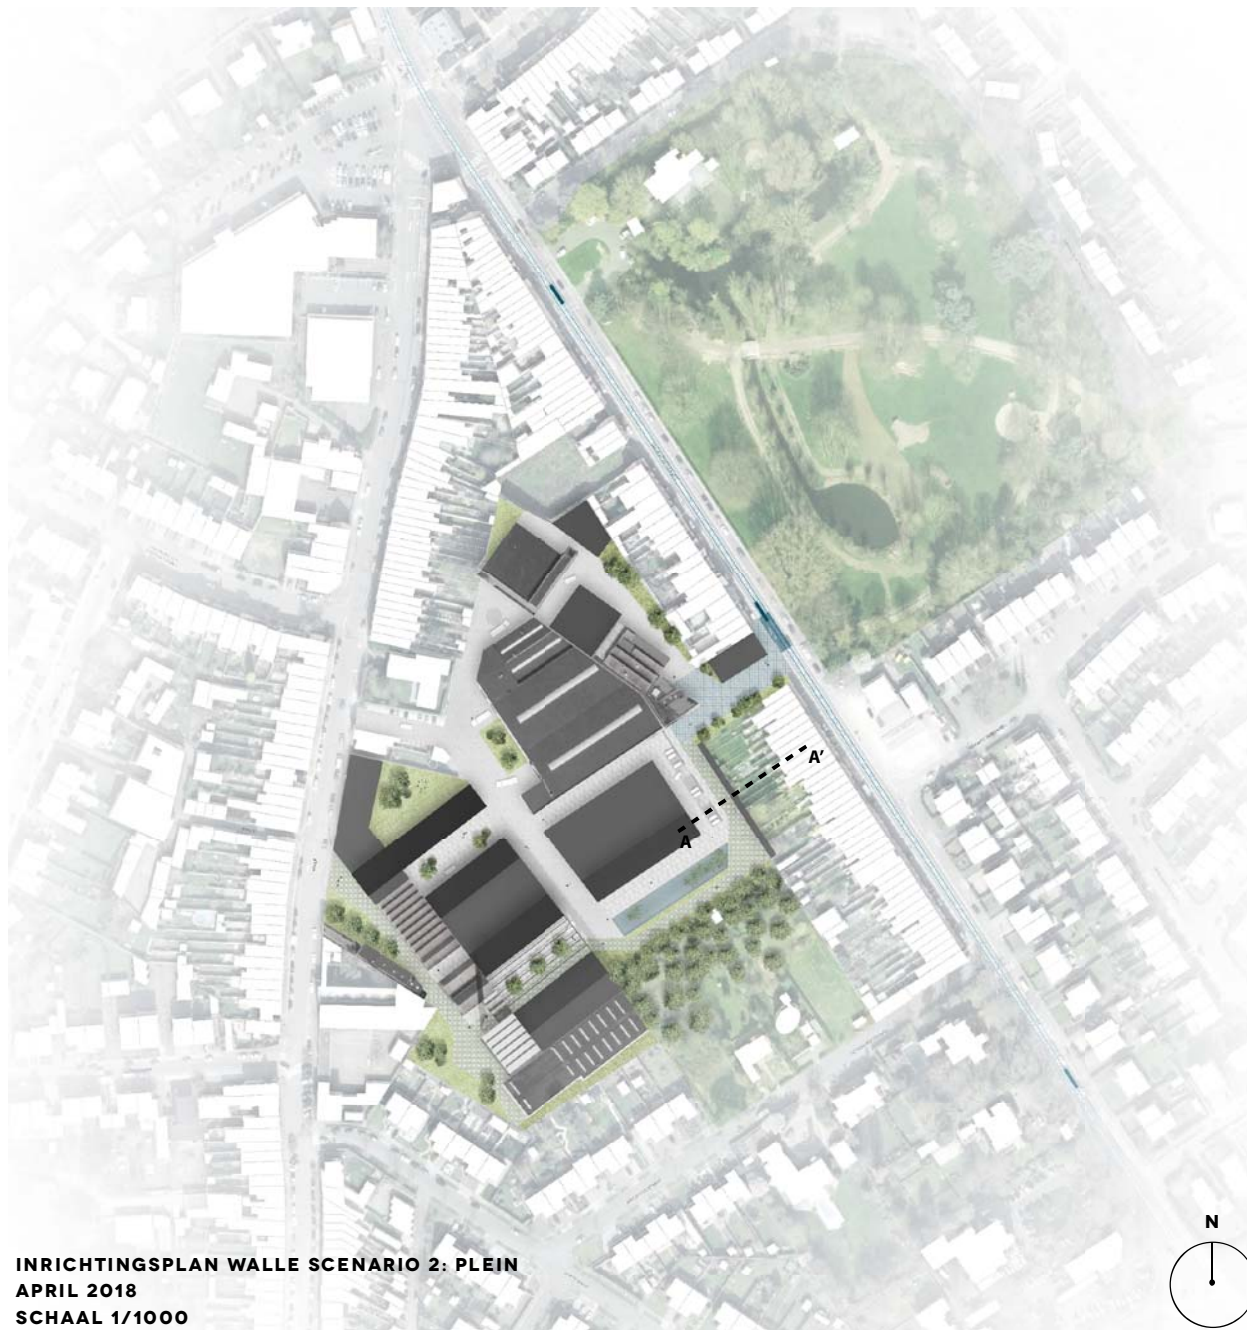 A'
A
N
INRICHTINGSPLAN WALLE SCENARIO 2: PLEIN
APRIL 2018
SCHAAL 1/1000